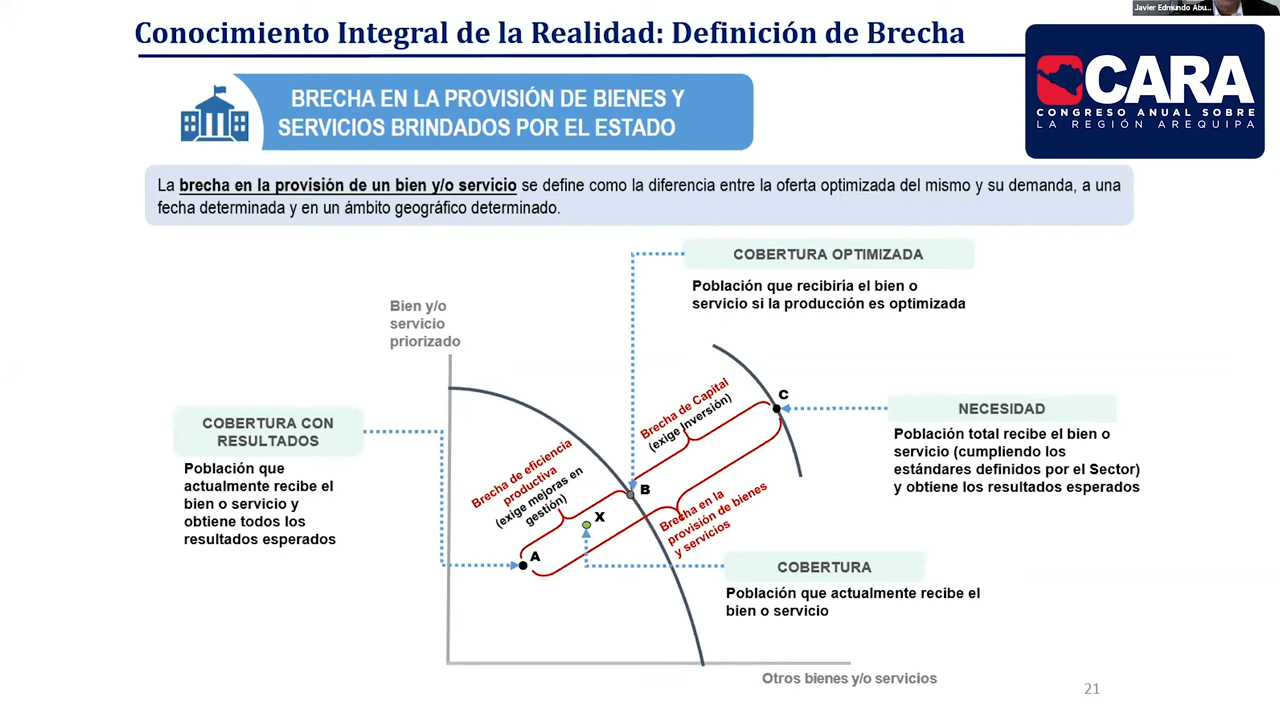 Javier Edmundo Abu...
Conocimiento Integral de la Realidad: Definición de Brecha
CARA
CONGRESO ANUAL SOBRE
LA REGIÓN AREQUIPA
BRECHA EN LA PROVISIÓN DE BIENES Y
SERVICIOS BRINDADOS POR EL ESTADO
La brecha en la provisión de un bien y/o servicio se define como la diferencia entre la oferta optimizada del mismo y su demanda, a una
fecha determinada y en un ámbito geográfico determinado.
COBERTURA OPTIMIZADA
Población que recibiría el bien o
servicio si la producción es optimizada
Bien y/o
servicio
priorizado
COBERTURA CON
RESULTADOS
Población que
actualmente recibe el
bien o servicio y
obtiene todos los
resultados esperados
Brecha de eficiencia
productiva
(exige mejoras en
gestión)
Brecha de Capital
(exige Inversión)
Brecha en la
provisión de bienes
y servicios
A
X
B
C
NECESIDAD
Población total recibe el bien o
servicio (cumpliendo los
estándares definidos por el Sector)
y obtiene los resultados esperados
COBERTURA
Población que actualmente recibe el
bien o servicio
Otros bienes y/o servicios
21